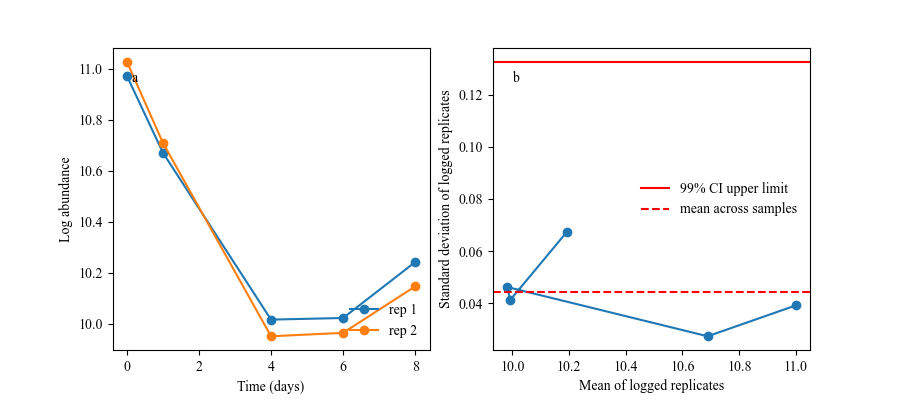 a
11.0
10.8
10.6
10.4
10.2
10.0
Log abundance
0
2
4
6
8
Time (days)
rep 1
rep 2
b
0.12
0.10
0.08
0.06
0.04
Standard deviation of logged replicates
99% CI upper limit
mean across samples
10.0
10.2
10.4
10.6
10.8
11.0
Mean of logged replicates